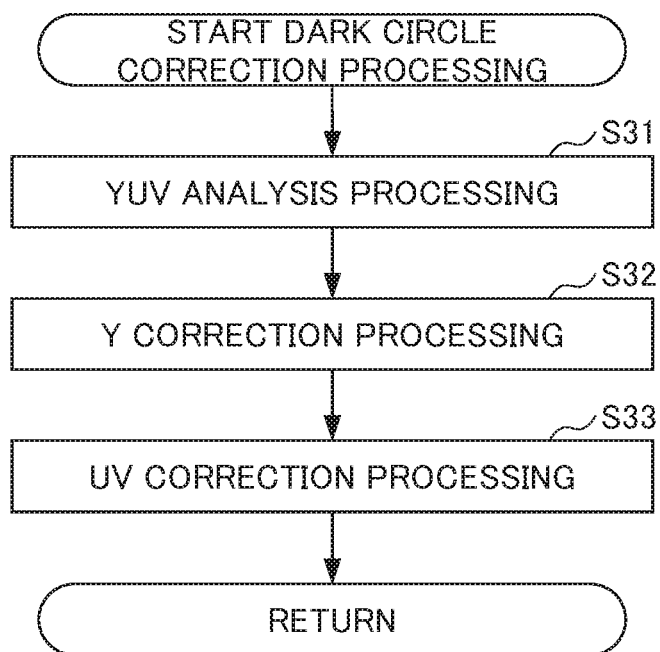 START DARK CIRCLE
CORRECTION PROCESSING
S31
YUV ANALYSIS PROCESSING
S32
Y CORRECTION PROCESSING
S33
UV CORRECTION PROCESSING
RETURN